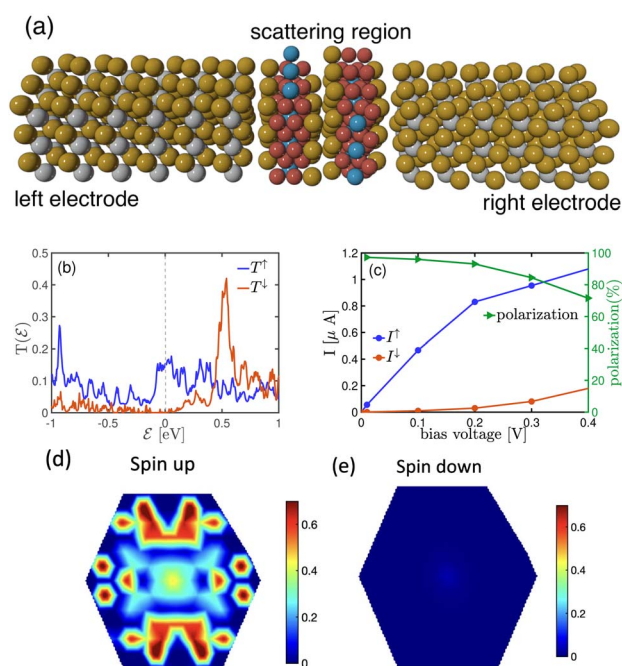 (a)
scattering region
left electrode
right electrode
(b)
T↑
T↓
0.5
0.4
0.3
0.2
0.1
0
T(ℰ)
-1
-0.5
0
0.5
1
ℰ [eV]
(c)
1.2
1
0.8
0.6
0.4
0.2
0
I [μ A]
I↑
I↓
polarization
100
80
60
40
20
0
polarization(%)
0
0.1
0.2
0.3
0.4
bias voltage [V]
(d)
Spin up
0.6
0.4
0.2
0
(e)
Spin down
0.6
0.4
0.2
0